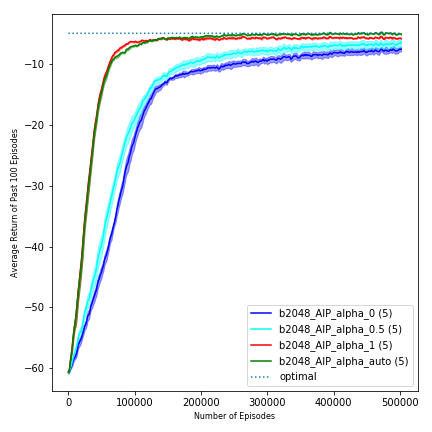 −10
−20
−30
−40
−50
−60
Average Return of Past 100 Episodes
b2048_AIP_alpha_0 (5)
b2048_AIP_alpha_0.5 (5)
b2048_AIP_alpha_1 (5)
b2048_AIP_alpha_auto (5)
optimal
0 100000 200000 300000 400000 500000
Number of Episodes